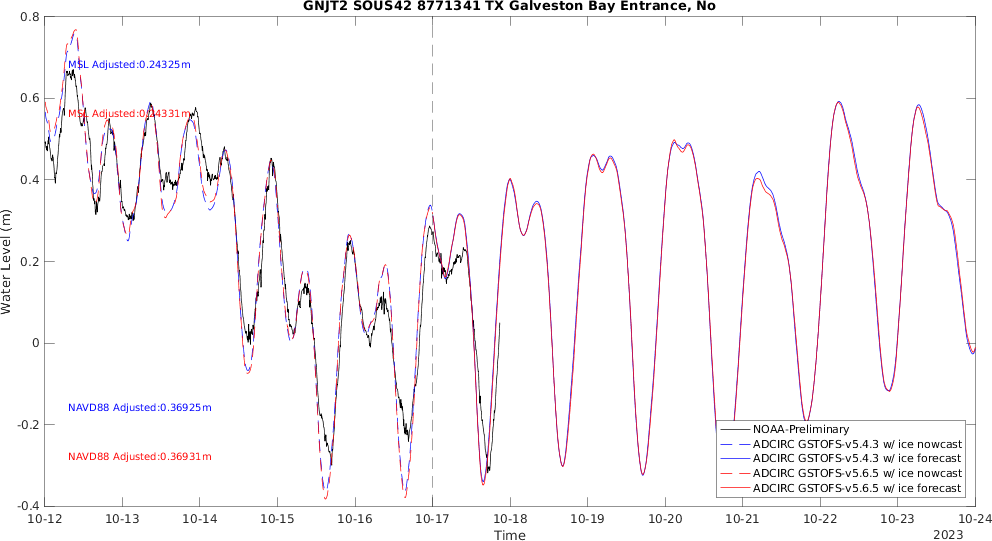 GNJT2 SOUS42 8771341 TX Galveston Bay Entrance, No
0.8
0.6
0.4
0.2
0
-0.2
-0.4
Water Level (m)
MSL Adjusted:0.24325m
MSL Adjusted:0.24331m
NAVD88 Adjusted:0.36925m
NAVD88 Adjusted:0.36931m
NOAA-Preliminary
ADCIRC GSTOFS-v5.4.3 w/ ice nowcast
ADCIRC GSTOFS-v5.4.3 w/ ice forecast
ADCIRC GSTOFS-v5.6.5 w/ ice nowcast
ADCIRC GSTOFS-v5.6.5 w/ ice forecast
10-12 10-13 10-14 10-15 10-16 10-17 10-18 10-19 10-20 10-21 10-22 10-23 10-24
Time
2023